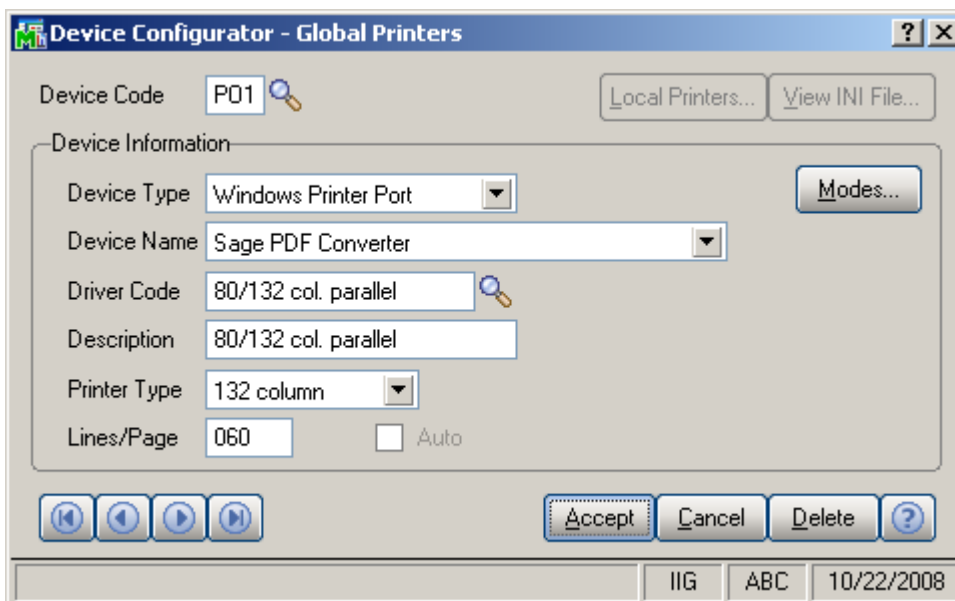 Device Configurator - Global Printers
Device Code P01 Local Printers... View INI File...
Device Information
Device Type Windows Printer Port Modes...
Device Name Sage PDF Converter
Driver Code 80/132 col. parallel
Description 80/132 col. parallel
Printer Type 132 column
Lines/Page 060 Auto
Accept Cancel Delete
IIG ABC 10/22/2008